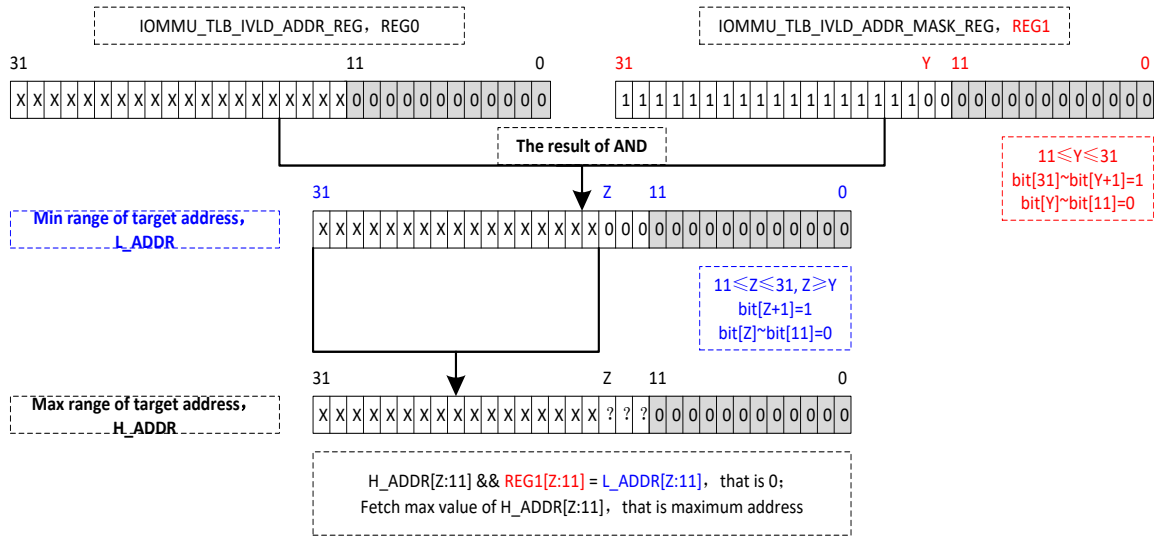 IOMMU_TLB_IVLD_ADDR_REG，REG0
IOMMU_TLB_IVLD_ADDR_MASK_REG，REG1
31 11 0
31 Y 11 0
X X X X X X X X X X X X X X X X X X X X 0 0 0 0 0 0 0 0 0 0 0 0
1 1 1 1 1 1 1 1 1 1 1 1 1 1 1 1 1 1 0 0 0 0 0 0 0 0 0 0 0 0 0 0
The result of AND
11≤Y≤31
bit[31]~bit[Y+1]=1
bit[Y]~bit[11]=0
31 Z 11 0
Min range of target address，
L_ADDR
X X X X X X X X X X X X X X X X X 0 0 0 0 0 0 0 0 0 0 0 0 0 0 0
11≤Z≤31, Z≥Y
bit[Z+1]=1
bit[Z]~bit[11]=0
31 Z 11 0
Max range of target address，
H_ADDR
X X X X X X X X X X X X X X X X X ? ? ? 0 0 0 0 0 0 0 0 0 0 0 0
H_ADDR[Z:11] && REG1[Z:11] = L_ADDR[Z:11]，that is 0;
Fetch max value of H_ADDR[Z:11]，that is maximum address